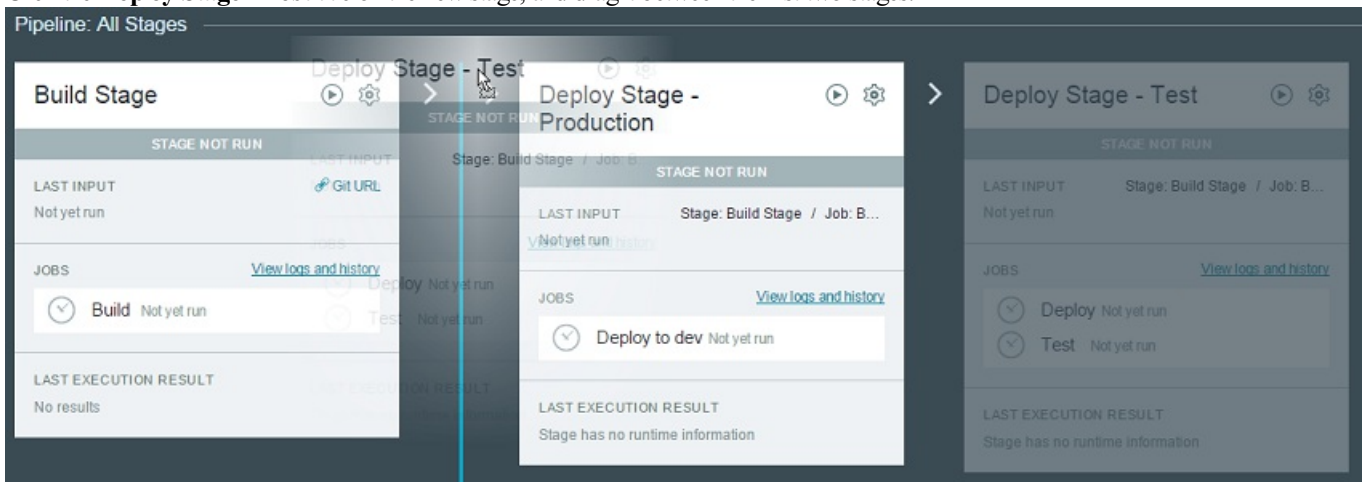 Pipeline: All Stages
Build Stage
STAGE NOT RUN
LAST INPUT
Git URL
Not yet run
JOBS
View logs and history
Build Not yet run
LAST EXECUTION RESULT
No results
Deploy Stage - Test
STAGE NOT RUN
LAST INPUT
Stage: Build Stage / Job: B
JOBS
Deploy Not yet run
Test Not yet run
Deploy Stage -
Production
STAGE NOT RUN
LAST INPUT
Stage: Build Stage / Job: B...
Not yet run
JOBS
View logs and history
Deploy to dev Not yet run
LAST EXECUTION RESULT
Stage has no runtime information
Deploy Stage - Test
STAGE NOT RUN
LAST INPUT
Stage: Build Stage / Job: B...
Not yet run
JOBS
View logs and history
Deploy Not yet run
Test Not yet run
LAST EXECUTION RESULT
Stage has no runtime information